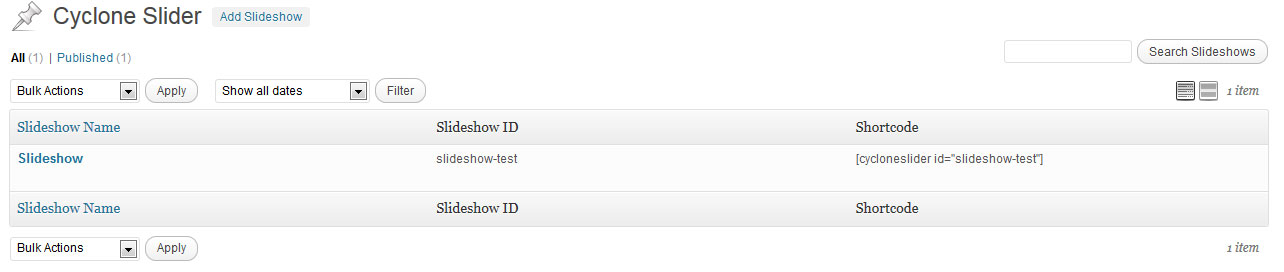 Cyclone Slider Add Slideshow
All (1) | Published (1)
Search Slideshows
Bulk Actions Apply Show all dates Filter 1 item
Slideshow Name Slideshow ID Shortcode
Slideshow slideshow-test [cycloneslider id="slideshow-test"]
Slideshow Name Slideshow ID Shortcode
Bulk Actions Apply 1 item